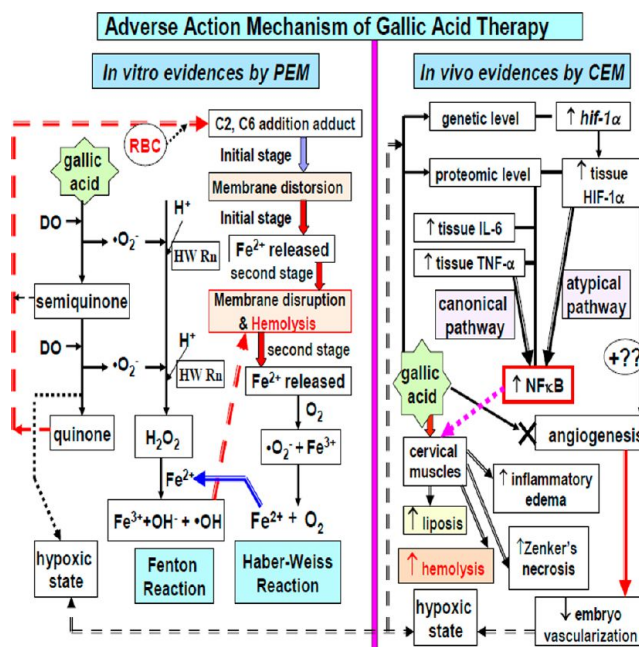 Adverse Action Mechanism of Gallic Acid Therapy
In vitro evidences by PEM
RBC
C2, C6 addition adduct
gallic
acid
Initial stage
Membrane distorsion
DO
•O₂⁻
H⁺
HW Rn
Initial stage
Fe²⁺ released
second stage
semiquinone
Membrane disruption
& Hemolysis
DO
•O₂⁻
H⁺
HW Rn
second stage
Fe²⁺ released
quinone
H₂O₂
O₂
•O₂⁻ + Fe³⁺
Fe²⁺
Fe³⁺+OH⁻ + •OH
Fe²⁺ + O₂
hypoxic
state
Fenton
Reaction
Haber-Weiss
Reaction
In vivo evidences by CEM
genetic level
↑ hif-1α
proteomic level
↑ tissue
HIF-1α
↑ tissue IL-6
↑ tissue TNF-α
canonical
pathway
atypical
pathway
+??
gallic
acid
↑ NFκB
angiogenesis
cervical
muscles
↑ inflammatory
edema
↑ liposis
↑ hemolysis
↑Zenker's
necrosis
hypoxic
state
↓ embryo
vascularization